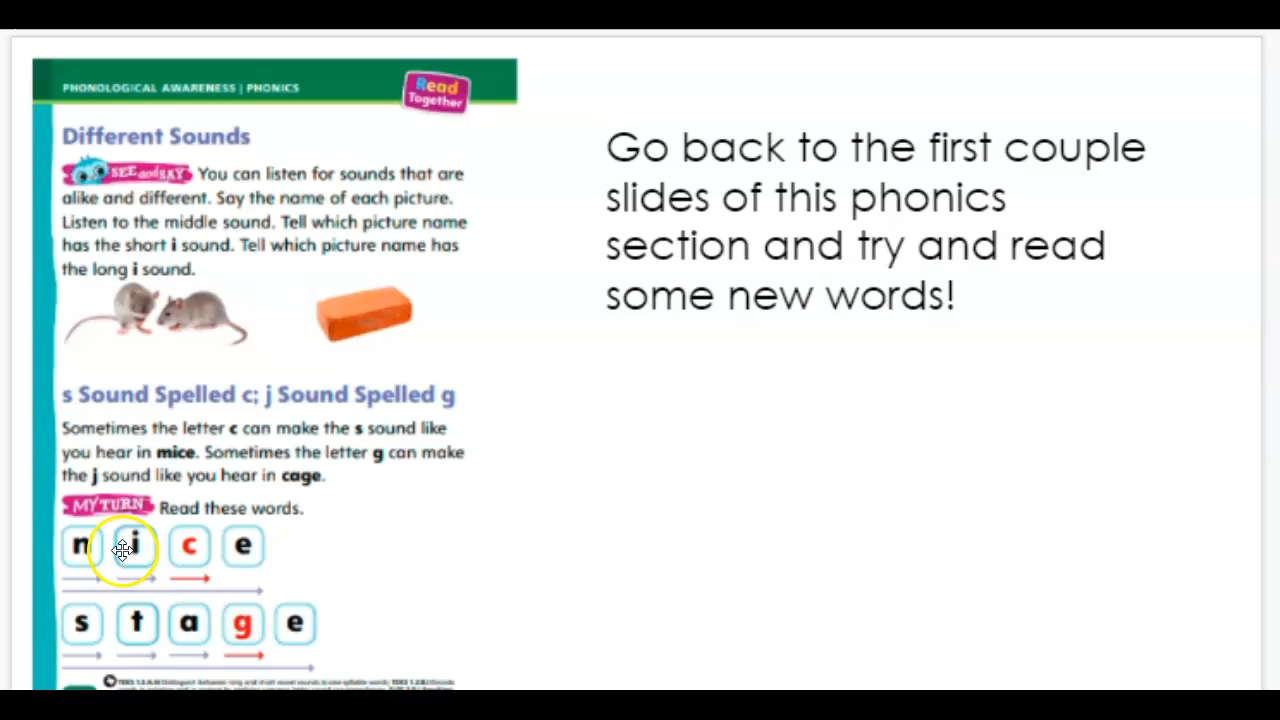 PHONOLOGICAL AWARENESS | PHONICS
Read
Together
Different Sounds
SEE and SAY You can listen for sounds that are
alike and different. Say the name of each picture.
Listen to the middle sound. Tell which picture name
has the short i sound. Tell which picture name has
the long i sound.
s Sound Spelled c; j Sound Spelled g
Sometimes the letter c can make the s sound like
you hear in mice. Sometimes the letter g can make
the j sound like you hear in cage.
MY TURN Read these words.
i c e
s t a g e
Go back to the first couple
slides of this phonics
section and try and read
some new words!